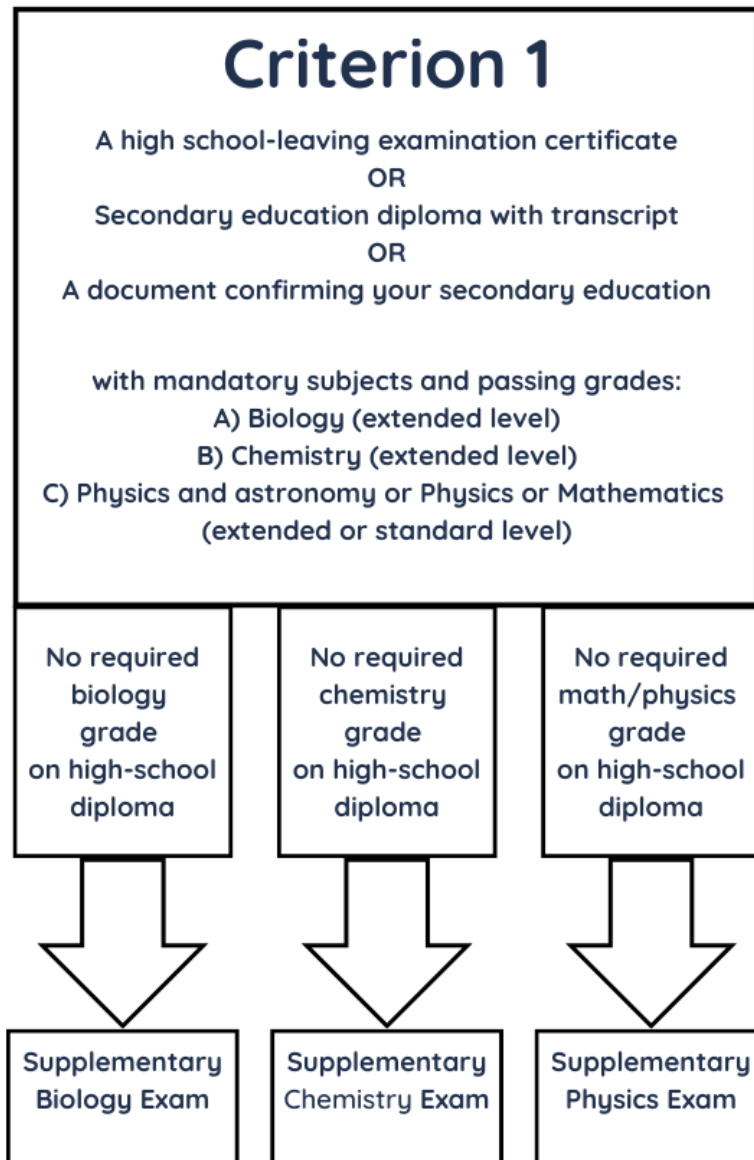 Criterion 1
A high school-leaving examination certificate
OR
Secondary education diploma with transcript
OR
A document confirming your secondary education
with mandatory subjects and passing grades:
A) Biology (extended level)
B) Chemistry (extended level)
C) Physics and astronomy or Physics or Mathematics
(extended or standard level)
No required
biology
grade
on high-school
diploma
No required
chemistry
grade
on high-school
diploma
No required
math/physics
grade
on high-school
diploma
Supplementary
Biology Exam
Supplementary
Chemistry Exam
Supplementary
Physics Exam